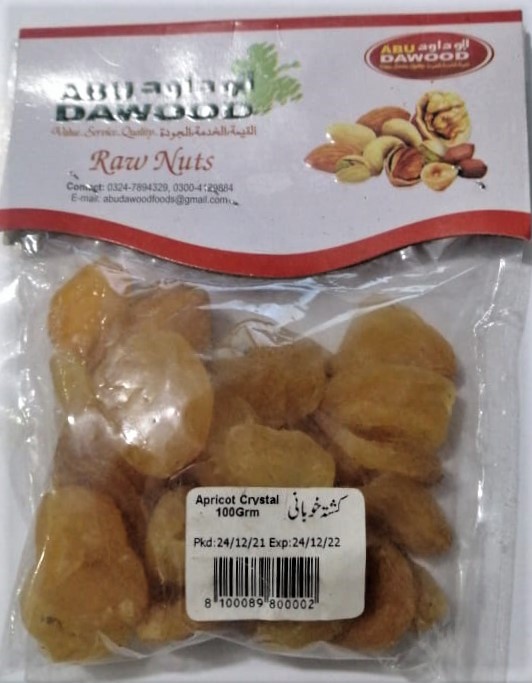 ABU ابو داود
DAWOOD
Value.Service.Quality. القيمة.الخدمة.الجودة
Raw Nuts
Contact: 0324-7894329, 0300-4129884
E-mail: abudawoodfoods@gmail.com
ABU ابو داود
DAWOOD
Apricot Crystal کشتہ خوبانی
100Grm
Pkd:24/12/21 Exp:24/12/22
8 100089 800002